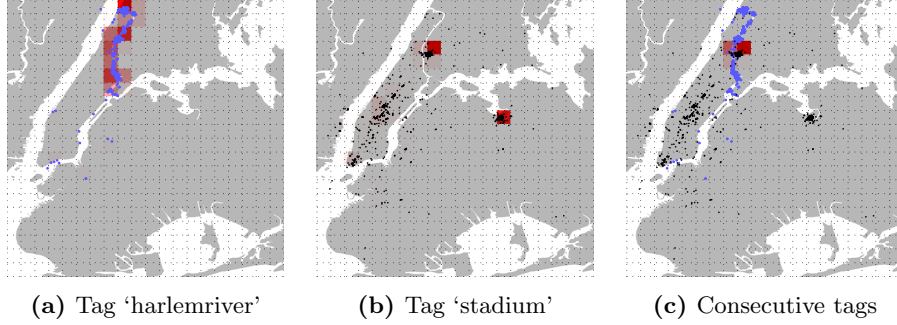 (a) Tag ‘harlemriver’
(b) Tag ‘stadium’
(c) Consecutive tags